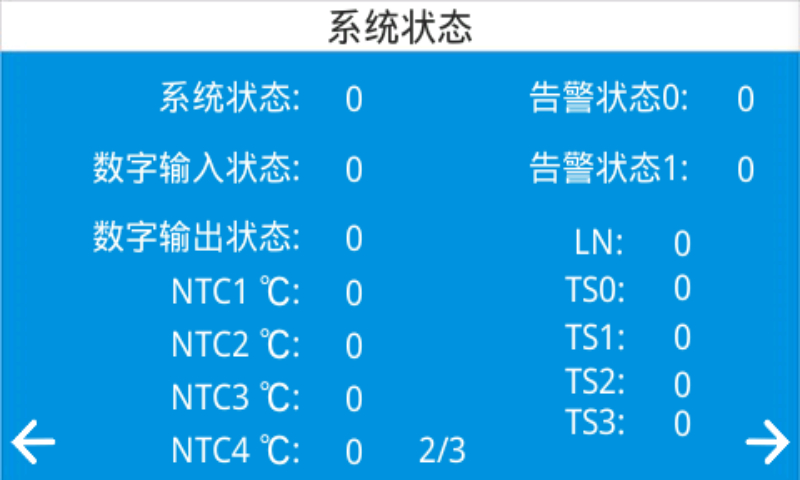 系统状态
系统状态: 0 告警状态0: 0
数字输入状态: 0 告警状态1: 0
数字输出状态: 0 LN: 0
NTC1 ℃: 0 TS0: 0
NTC2 ℃: 0 TS1: 0
NTC3 ℃: 0 TS2: 0
TS3: 0
NTC4 ℃: 0 2/3